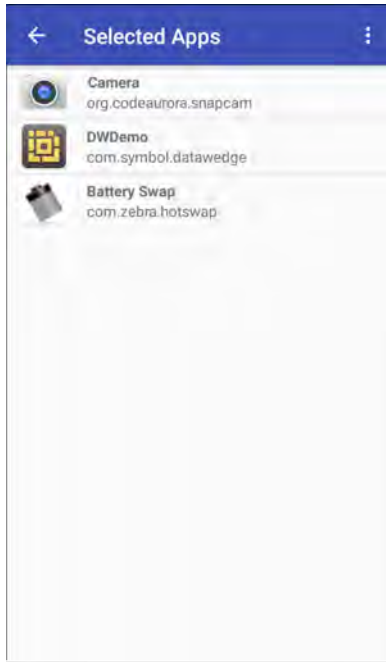 Selected Apps
Camera
org.codeaurora.snapcam
DWDemo
com.symbol.datawedge
Battery Swap
com.zebra.hotswap